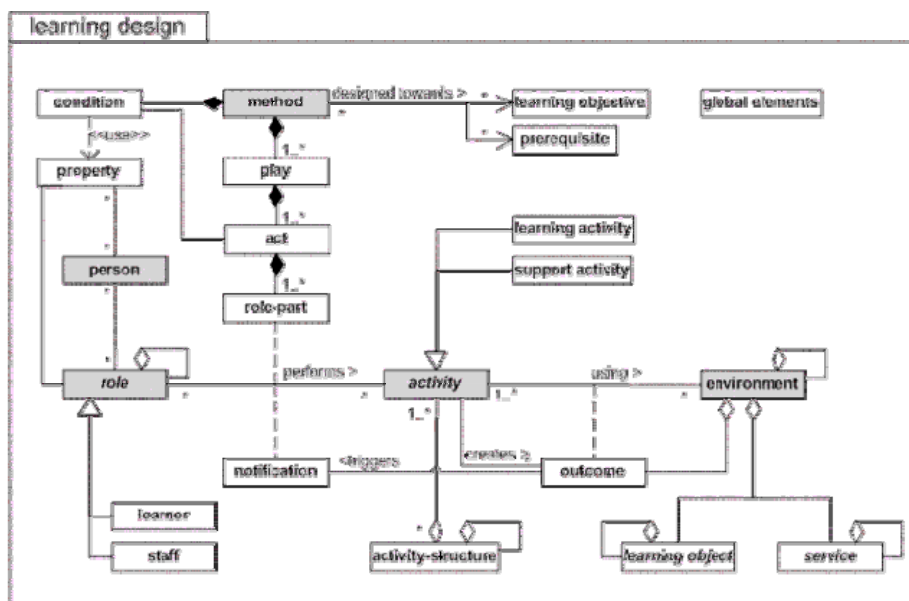 learning design
condition
method
designed towards >
*
*
learning objective
global elements
<<use>>
1..*
*
prerequisite
property
play
*
1..*
learning activity
act
support activity
person
1..*
*
role-part
*
role
performs >
activity
using >
environment
*
*
1..*
1..*
*
notification
<triggers
creates >
outcome
learner
*
staff
activity-structure
learning object
service